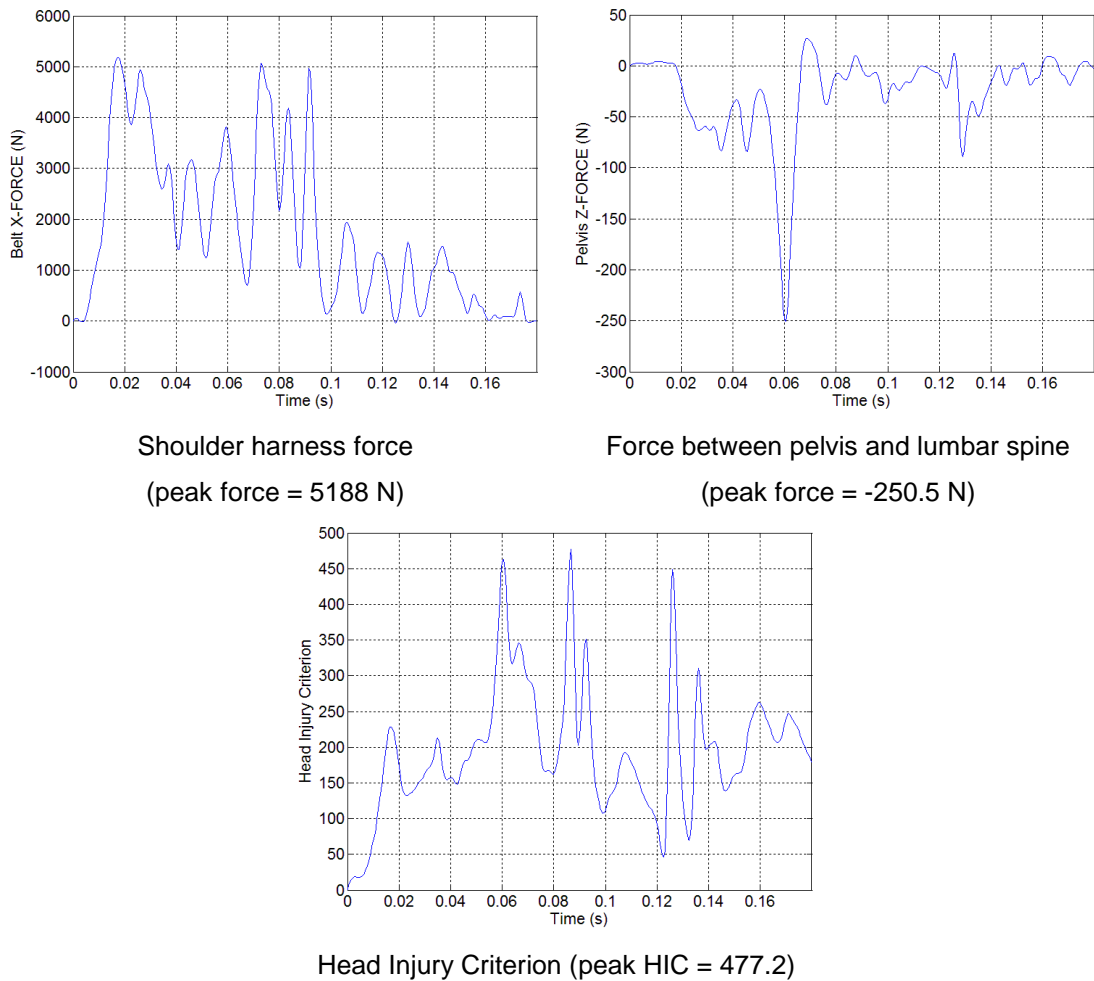 6000
5000
4000
3000
2000
1000
0
-1000
Belt X-FORCE (N)
0 0.02 0.04 0.06 0.08 0.1 0.12 0.14 0.16
Time (s)
50
0
-50
-100
-150
-200
-250
-300
Pelvis Z-FORCE (N)
0 0.02 0.04 0.06 0.08 0.1 0.12 0.14 0.16
Time (s)
Shoulder harness force
(peak force = 5188 N)
Force between pelvis and lumbar spine
(peak force = -250.5 N)
500
450
400
350
300
250
200
150
100
50
0
Head Injury Criterion
0 0.02 0.04 0.06 0.08 0.1 0.12 0.14 0.16
Time (s)
Head Injury Criterion (peak HIC = 477.2)